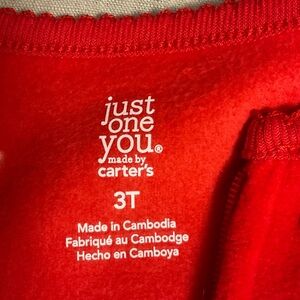 just
one
you®
made by
carter's
3T
Made in Cambodia
Fabriqué au Cambodge
Hecho en Camboya